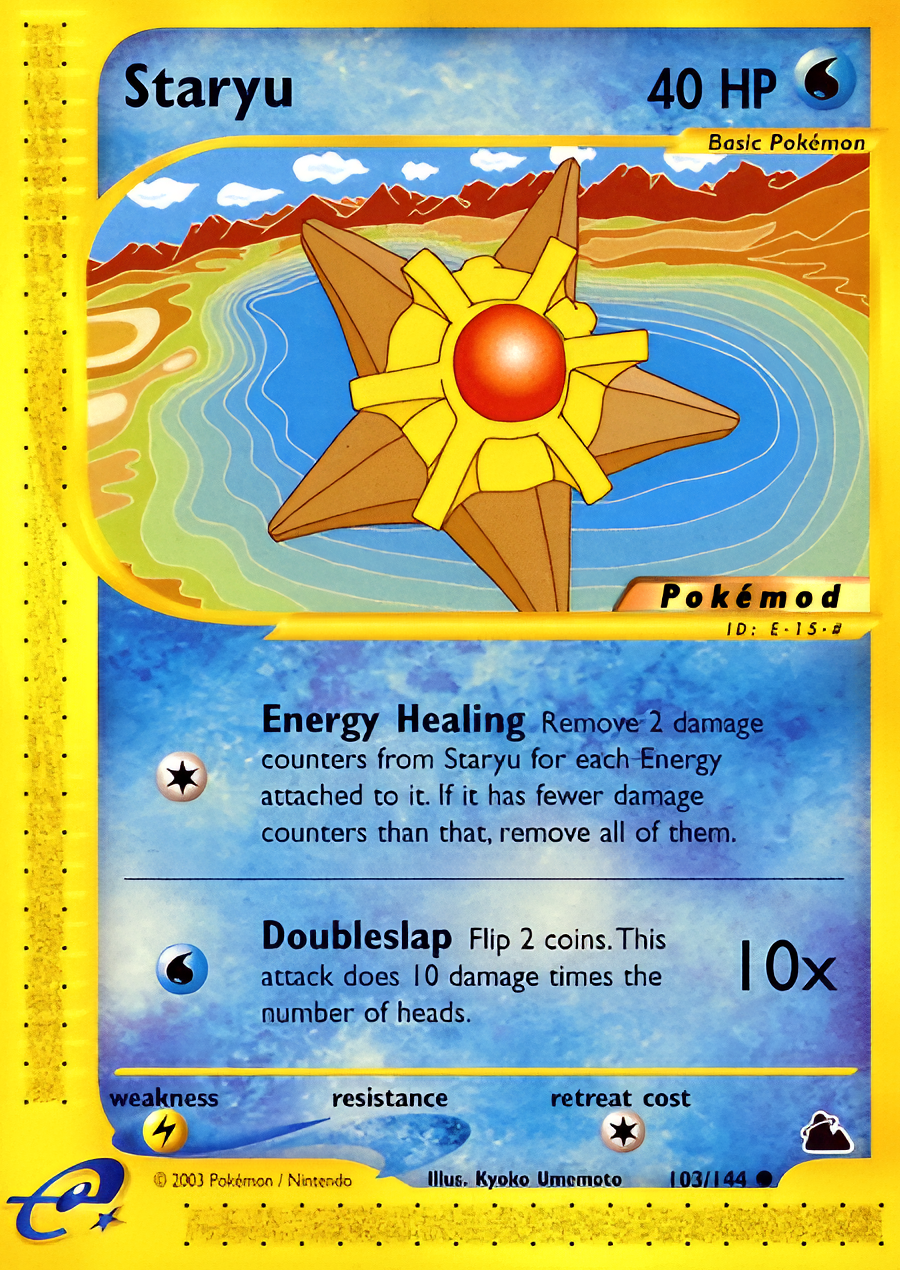 Staryu 40 HP
Basic Pokémon
Pokémod
ID: E-15-#
Energy Healing Remove 2 damage
counters from Staryu for each Energy
attached to it. If it has fewer damage
counters than that, remove all of them.
Doubleslap Flip 2 coins. This
attack does 10 damage times the
number of heads.
10x
weakness resistance retreat cost
© 2003 Pokémon / Nintendo Illus. Kyoko Umemoto 103/144